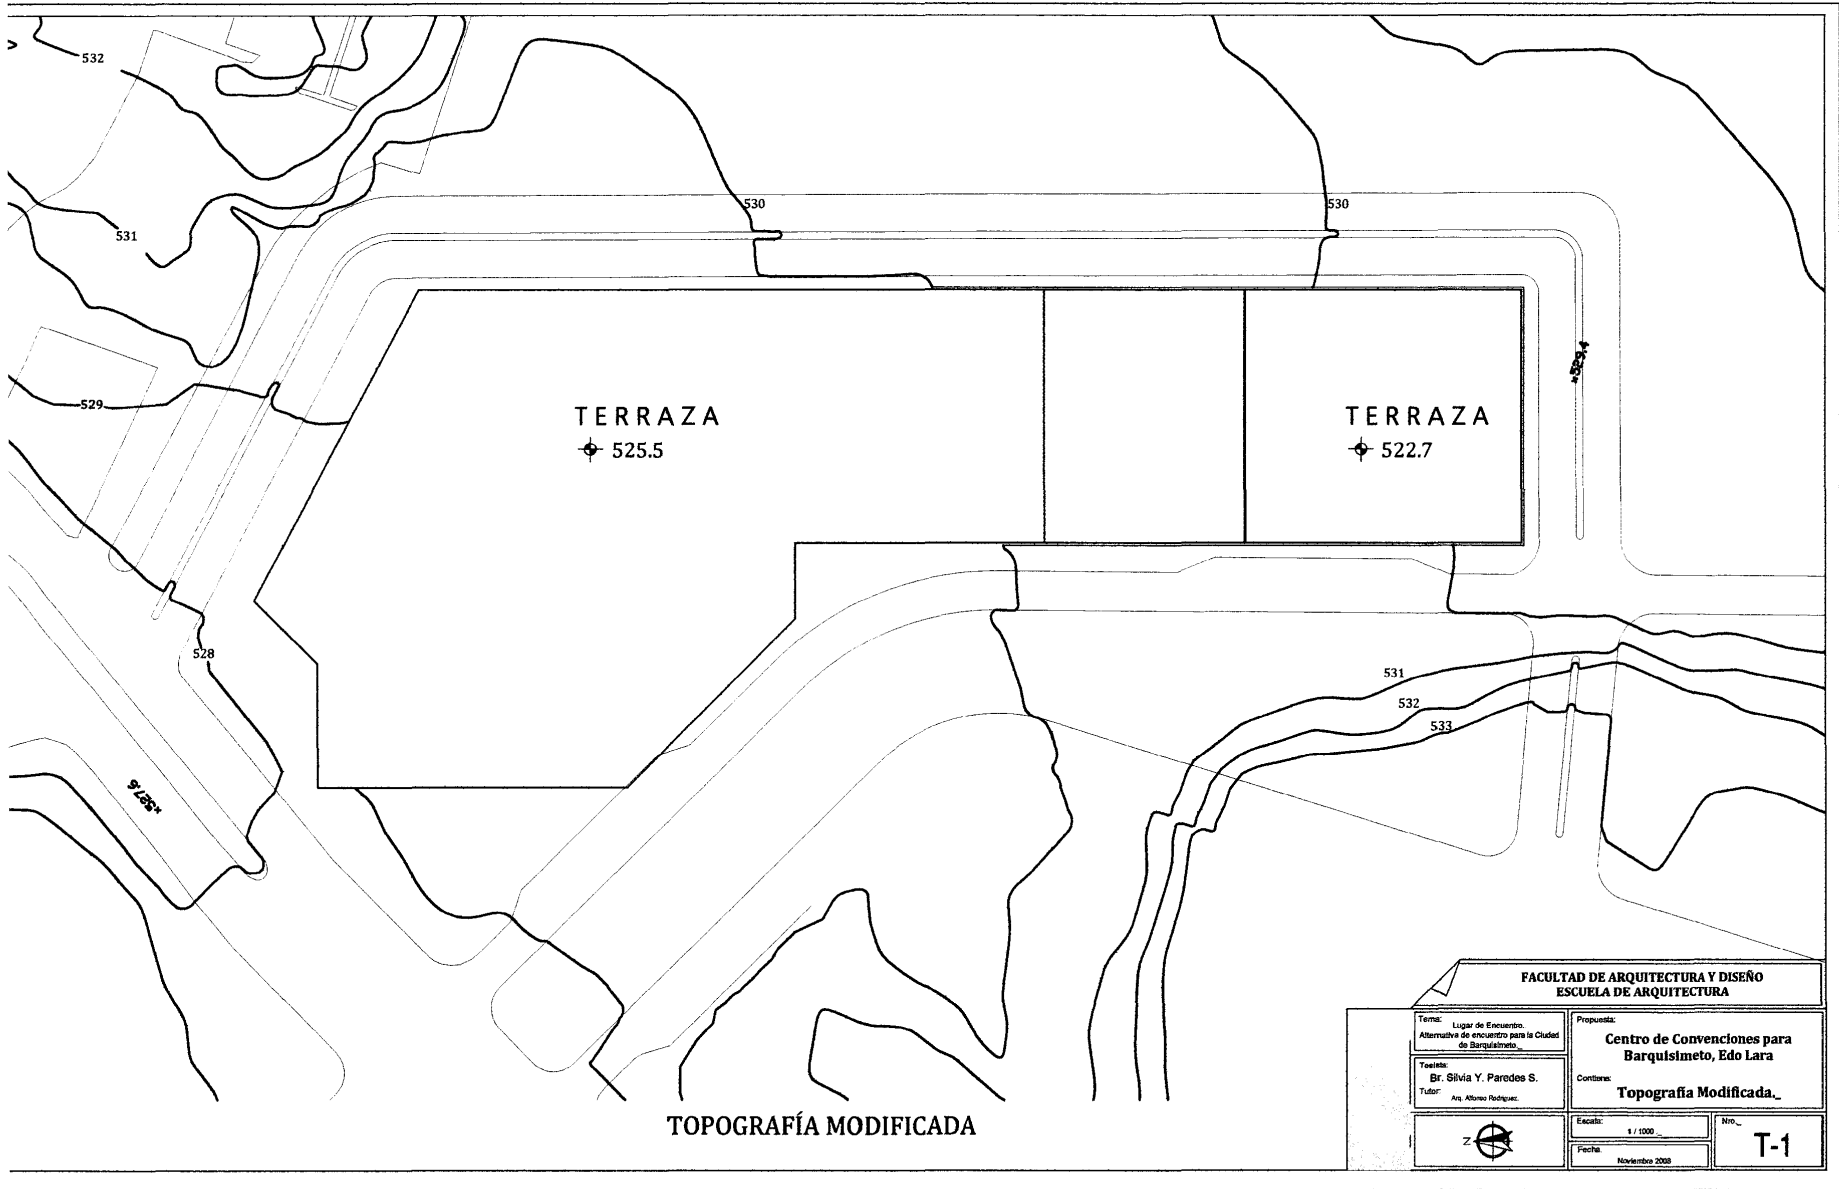 532
530
530
531
×529.4
529
TERRAZA
525.5
TERRAZA
522.7
528
531
532
533
×527.6
FACULTAD DE ARQUITECTURA Y DISEÑO
ESCUELA DE ARQUITECTURA
Tema:
Lugar de Encuentro.
Alternativa de encuentro para la Ciudad
de Barquisimeto._
Tesista:
Br. Silvia Y. Paredes S.
Tutor:
Arq. Alfonso Rodriguez.
Propuesta:
Centro de Convenciones para
Barquisimeto, Edo Lara
Contiene:
Topografía Modificada._
Z
Escala:
1 / 1000 ._
Fecha.
Noviembre 2008
Nro._
T-1
TOPOGRAFÍA MODIFICADA